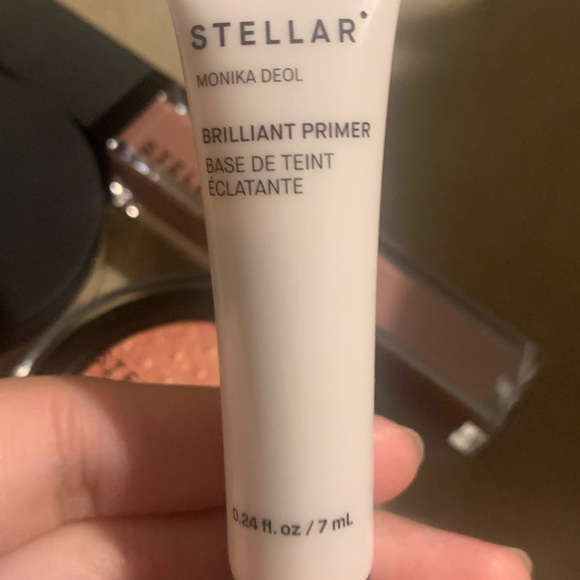 STELLAR
MONIKA DEOL
BRILLIANT PRIMER
BASE DE TEINT
ÉCLATANTE
0.24 fl. oz / 7 mL